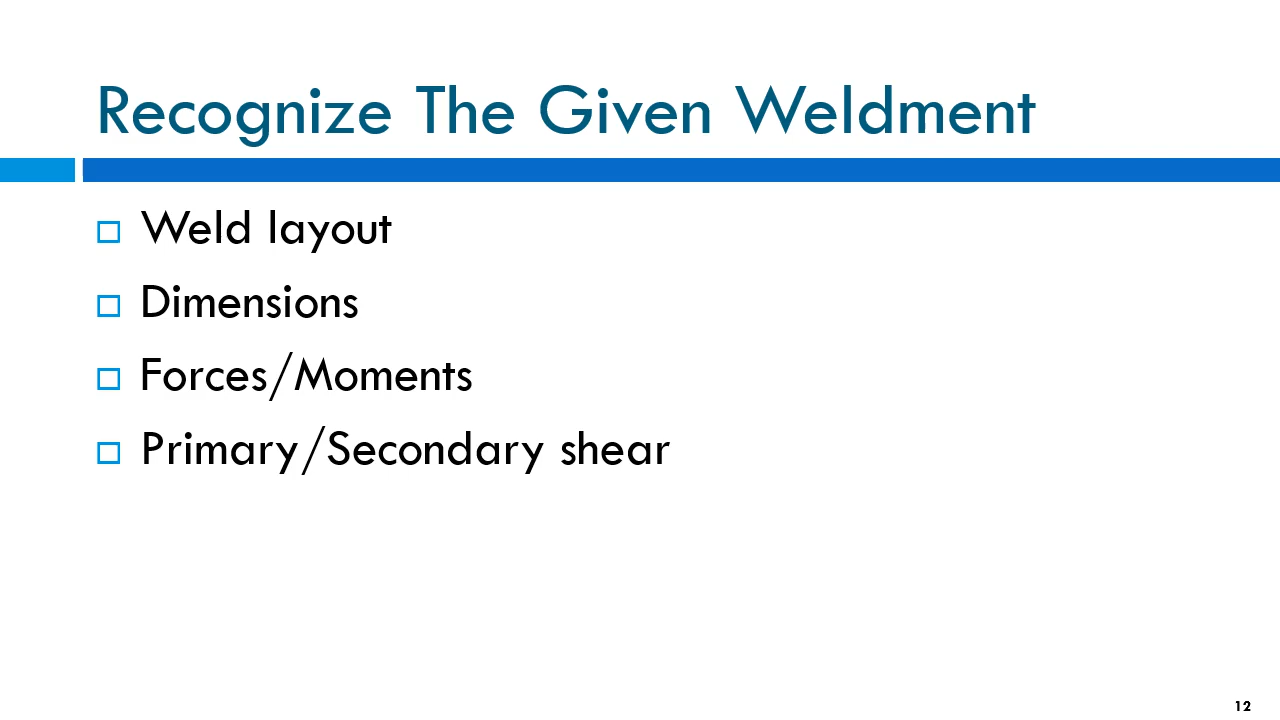 Recognize The Given Weldment
Weld layout
Dimensions
Forces/Moments
Primary/Secondary shear
12